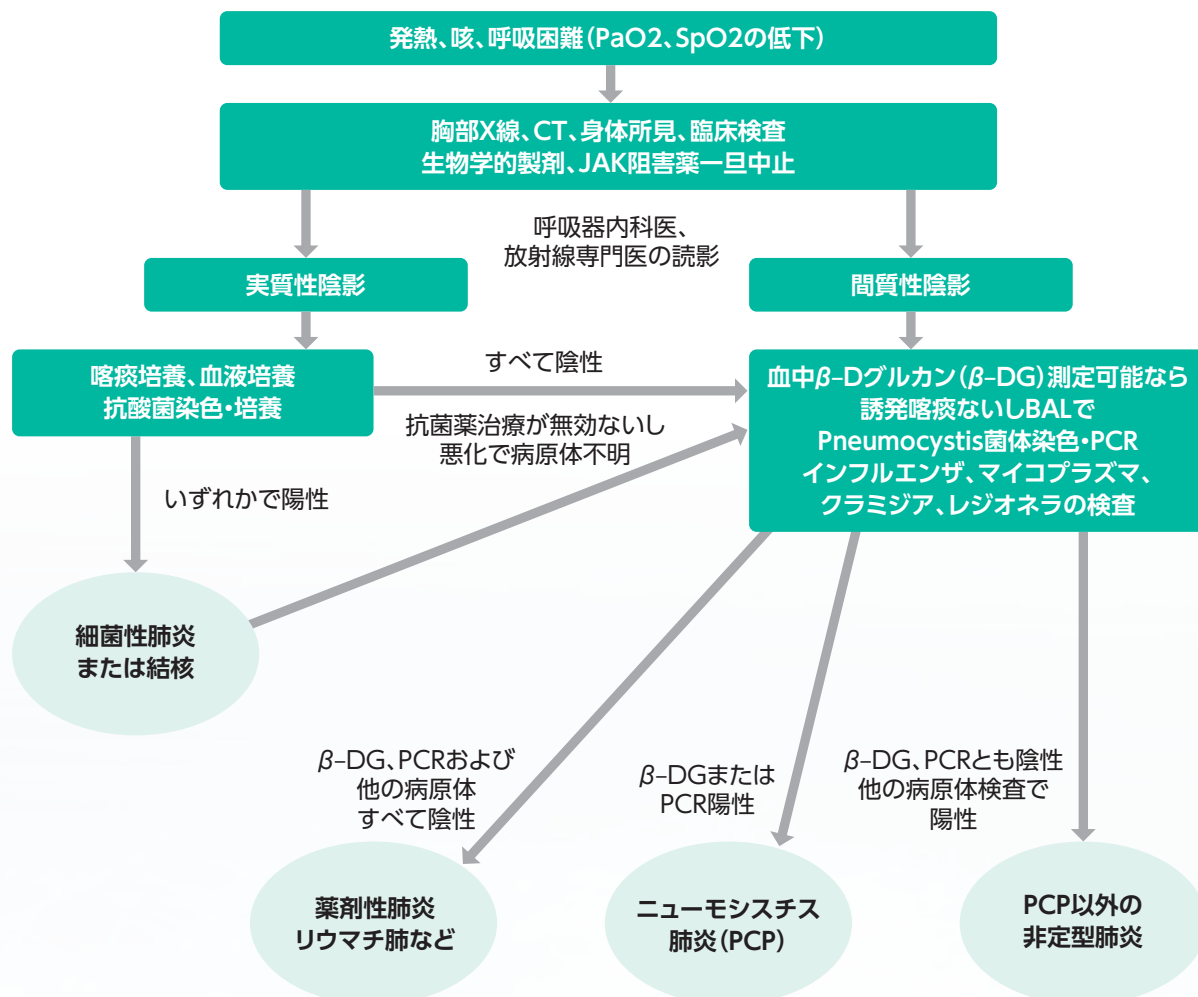 発熱、咳、呼吸困難（PaO2、SpO2の低下）
胸部X線、CT、身体所見、臨床検査
生物学的製剤、JAK阻害薬一旦中止
呼吸器内科医、
放射線専門医の読影
実質性陰影
間質性陰影
喀痰培養、血液培養
抗酸菌染色・培養
すべて陰性
抗菌薬治療が無効ないし
悪化で病原体不明
血中β–Dグルカン（β–DG）測定可能なら
誘発喀痰ないしBALで
Pneumocystis菌体染色・PCR
インフルエンザ、マイコプラズマ、
クラミジア、レジオネラの検査
いずれかで陽性
細菌性肺炎
または結核
β–DG、PCRおよび
他の病原体
すべて陰性
β–DGまたは
PCR陽性
β–DG、PCRとも陰性
他の病原体検査で
陽性
薬剤性肺炎
リウマチ肺など
ニューモシスチス
肺炎（PCP）
PCP以外の
非定型肺炎